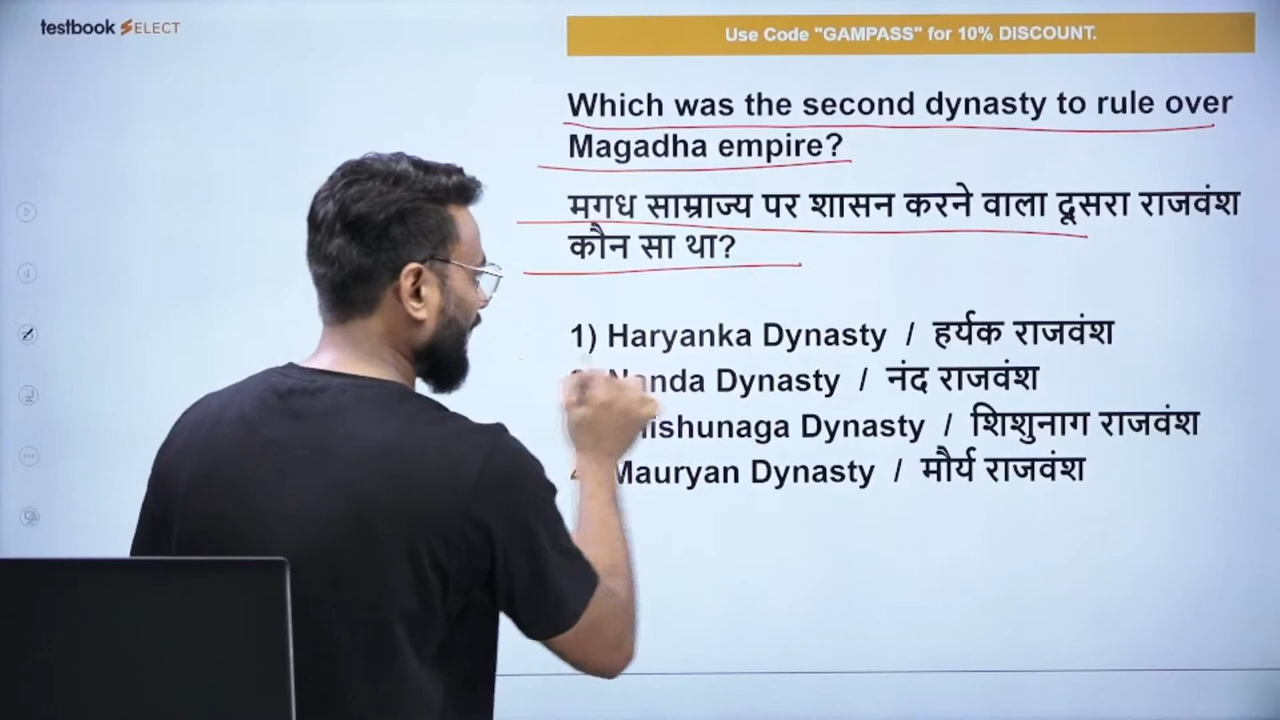 testbook SELECT
Use Code "GAMPASS" for 10% DISCOUNT.
Which was the second dynasty to rule over
Magadha empire?
मगध साम्राज्य पर शासन करने वाला दूसरा राजवंश
कौन सा था?
1) Haryanka Dynasty / हर्यक राजवंश
Nanda Dynasty / नंद राजवंश
Dynasty / शिशुनाग राजवंश
Mauryan Dynasty / मौर्य राजवंश